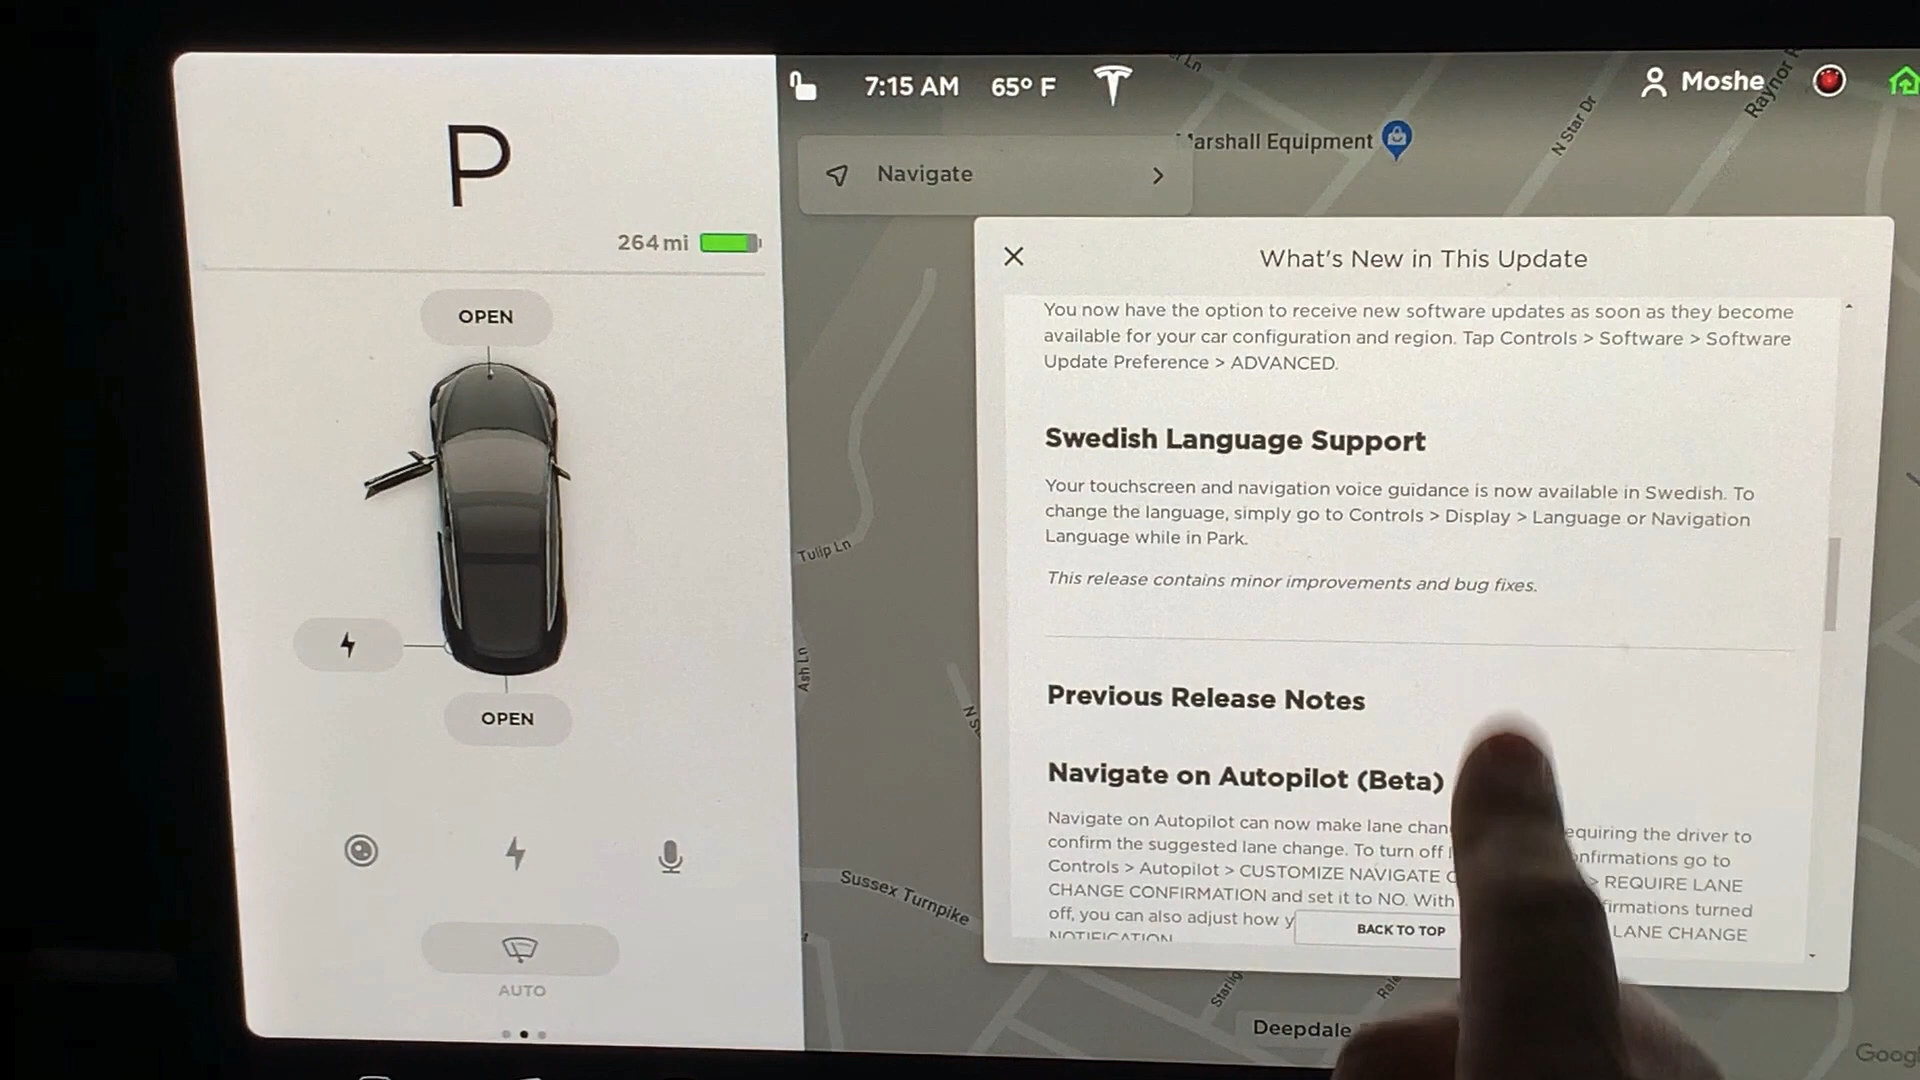 P
264 mi
OPEN
OPEN
AUTO
7:15 AM
65° F
Moshe
Navigate
Marshall Equipment
N Star Dr
Raynor
Ln
Tulip Ln
Ash Ln
Sussex Turnpike
Deepdale
What's New in This Update
You now have the option to receive new software updates as soon as they become
available for your car configuration and region. Tap Controls > Software > Software
Update Preference > ADVANCED.
Swedish Language Support
Your touchscreen and navigation voice guidance is now available in Swedish. To
change the language, simply go to Controls > Display > Language or Navigation
Language while in Park.
This release contains minor improvements and bug fixes.
Previous Release Notes
Navigate on Autopilot (Beta)
Navigate on Autopilot can now make lane chan equiring the driver to
confirm the suggested lane change. To turn off nfirmations go to
Controls > Autopilot > CUSTOMIZE NAVIGATE > REQUIRE LANE
CHANGE CONFIRMATION and set it to NO. With firmations turned
off, you can also adjust how y LANE CHANGE
NOTIFICATION
BACK TO TOP
Goog